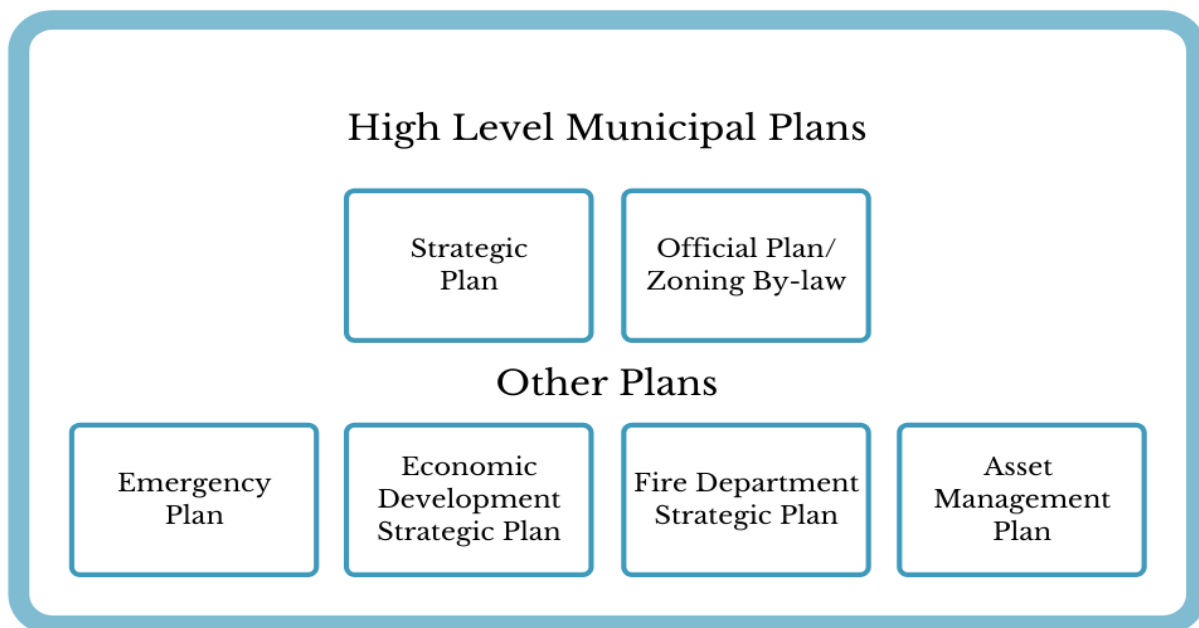 High Level Municipal Plans
Strategic
Plan
Official Plan/
Zoning By-law
Other Plans
Emergency
Plan
Economic
Development
Strategic Plan
Fire Department
Strategic Plan
Asset
Management
Plan